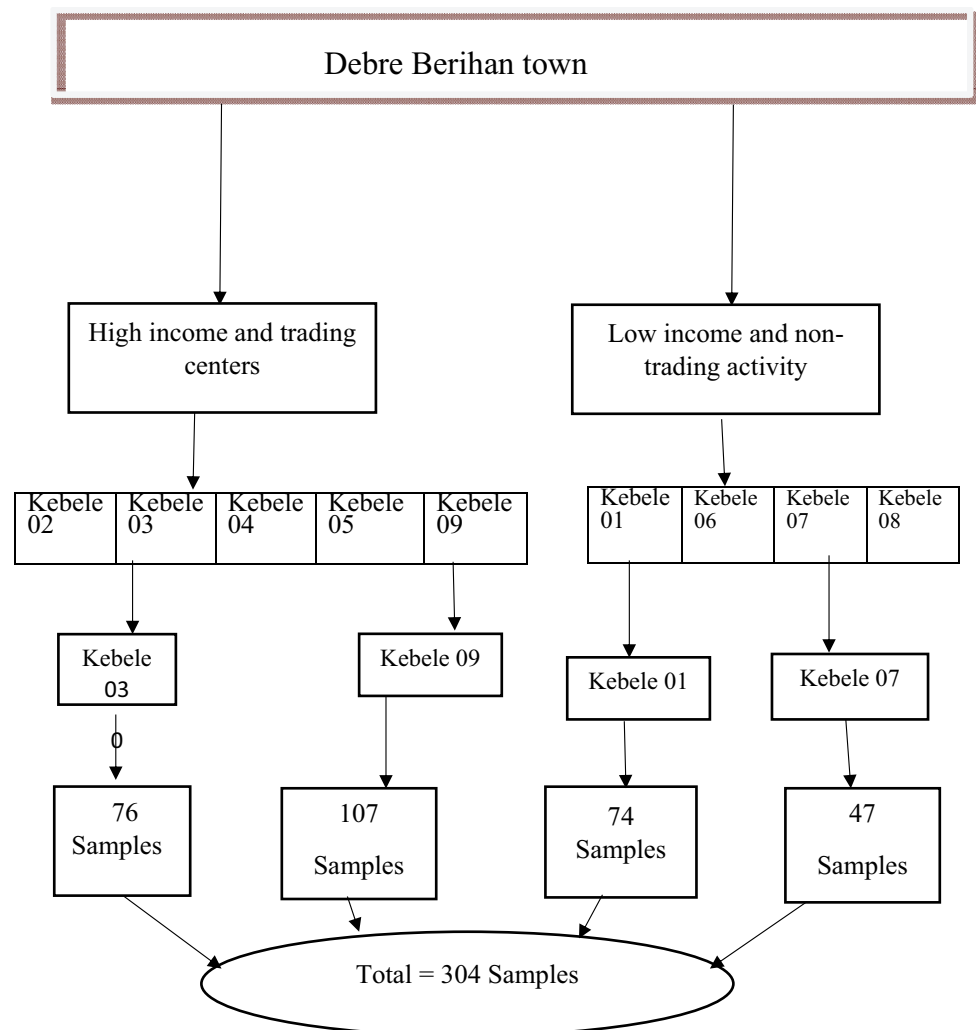 Debre Berihan town
High income and trading
centers
Low income and non-
trading activity
Kebele
02
Kebele
03
Kebele
04
Kebele
05
Kebele
09
Kebele
01
Kebele
06
Kebele
07
Kebele
08
Kebele
03
Kebele 09
Kebele 01
Kebele 07
0
76
Samples
107
Samples
74
Samples
47
Samples
Total = 304 Samples